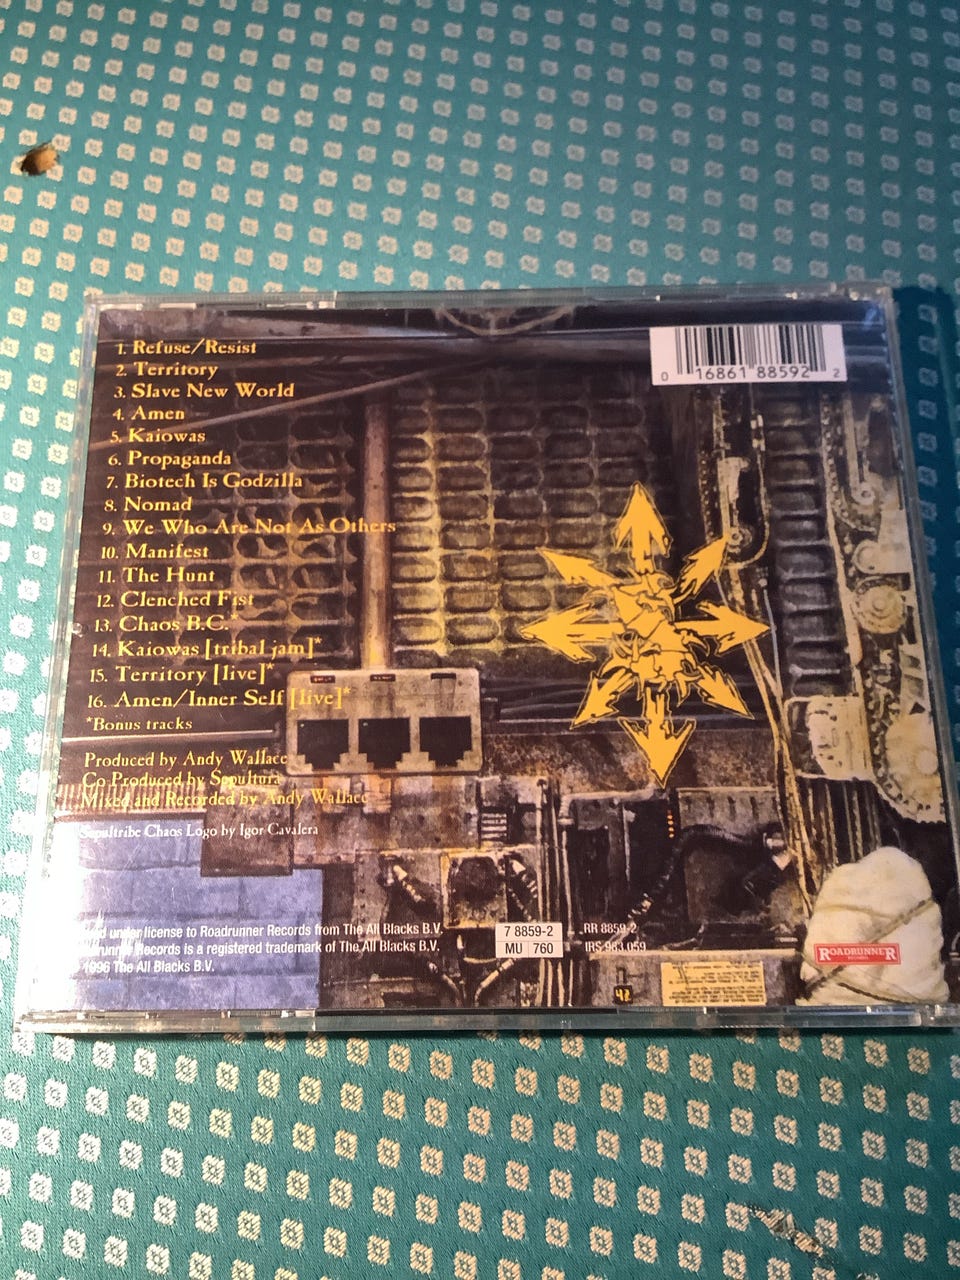 0 16861 88592 2
1. Refuse/Resist
2. Territory
3. Slave New World
4. Amen
5. Kaiowas
6. Propaganda
7. Biotech Is Godzilla
8. Nomad
9. We Who Are Not As Others
10. Manifest
11. The Hunt
12. Clenched Fist
13. Chaos B.C.*
14. Kaiowas [tribal jam]*
15. Territory [live]*
16. Amen/Inner Self [live]*
*Bonus tracks
Produced by Andy Wallace
Co-Produced by Sepultura
Mixed and Recorded by Andy Wallace
Sepultribe Chaos Logo by Igor Cavalera
under license to Roadrunner Records from The All Blacks B.V.
Records is a registered trademark of The All Blacks B.V.
1996 The All Blacks B.V.
7 8859-2
MU 760
RR 8859-2
IRS 983.059
42
ROADRUNNER
RECORDS